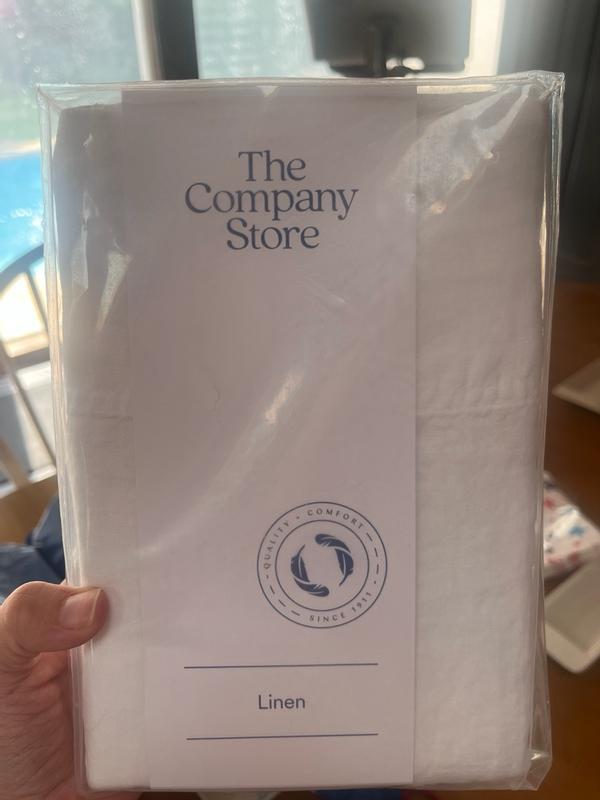 The
Company
Store
QUALITY - COMFORT
SINCE 1911
Linen